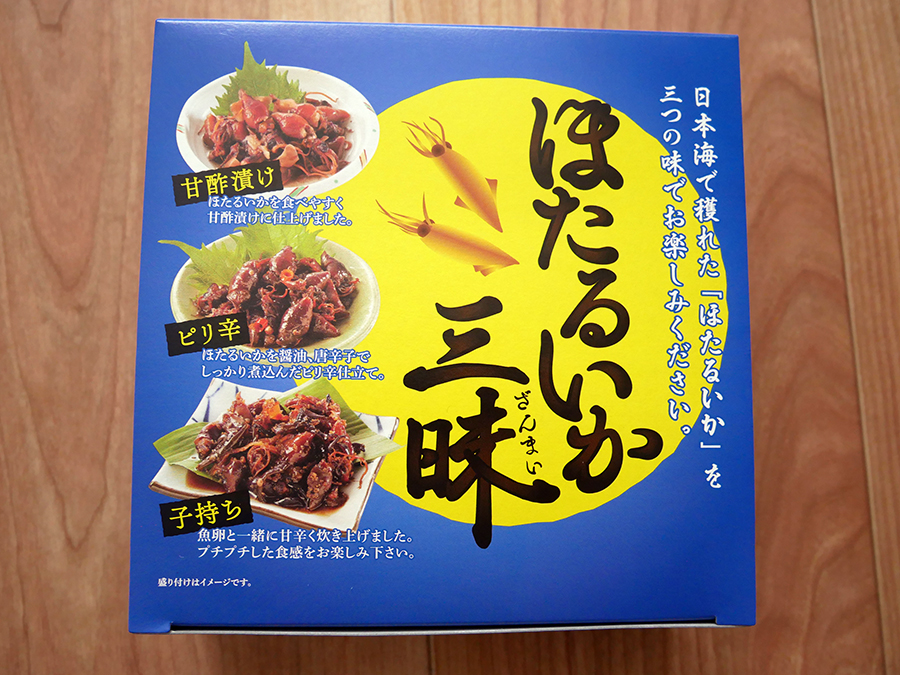 日本海で獲れた『ほたるいか』を
三つの味でお楽しみください。
ほたるいか
三昧
ざんまい
甘酢漬け
ほたるいかを食べやすく
甘酢漬けに仕上げました。
ピリ辛
ほたるいかを醤油、唐辛子で
しっかり煮込んだピリ辛仕立て。
子持ち
魚卵と一緒に甘辛く炊き上げました。
プチプチした食感をお楽しみ下さい。
盛り付けはイメージです。